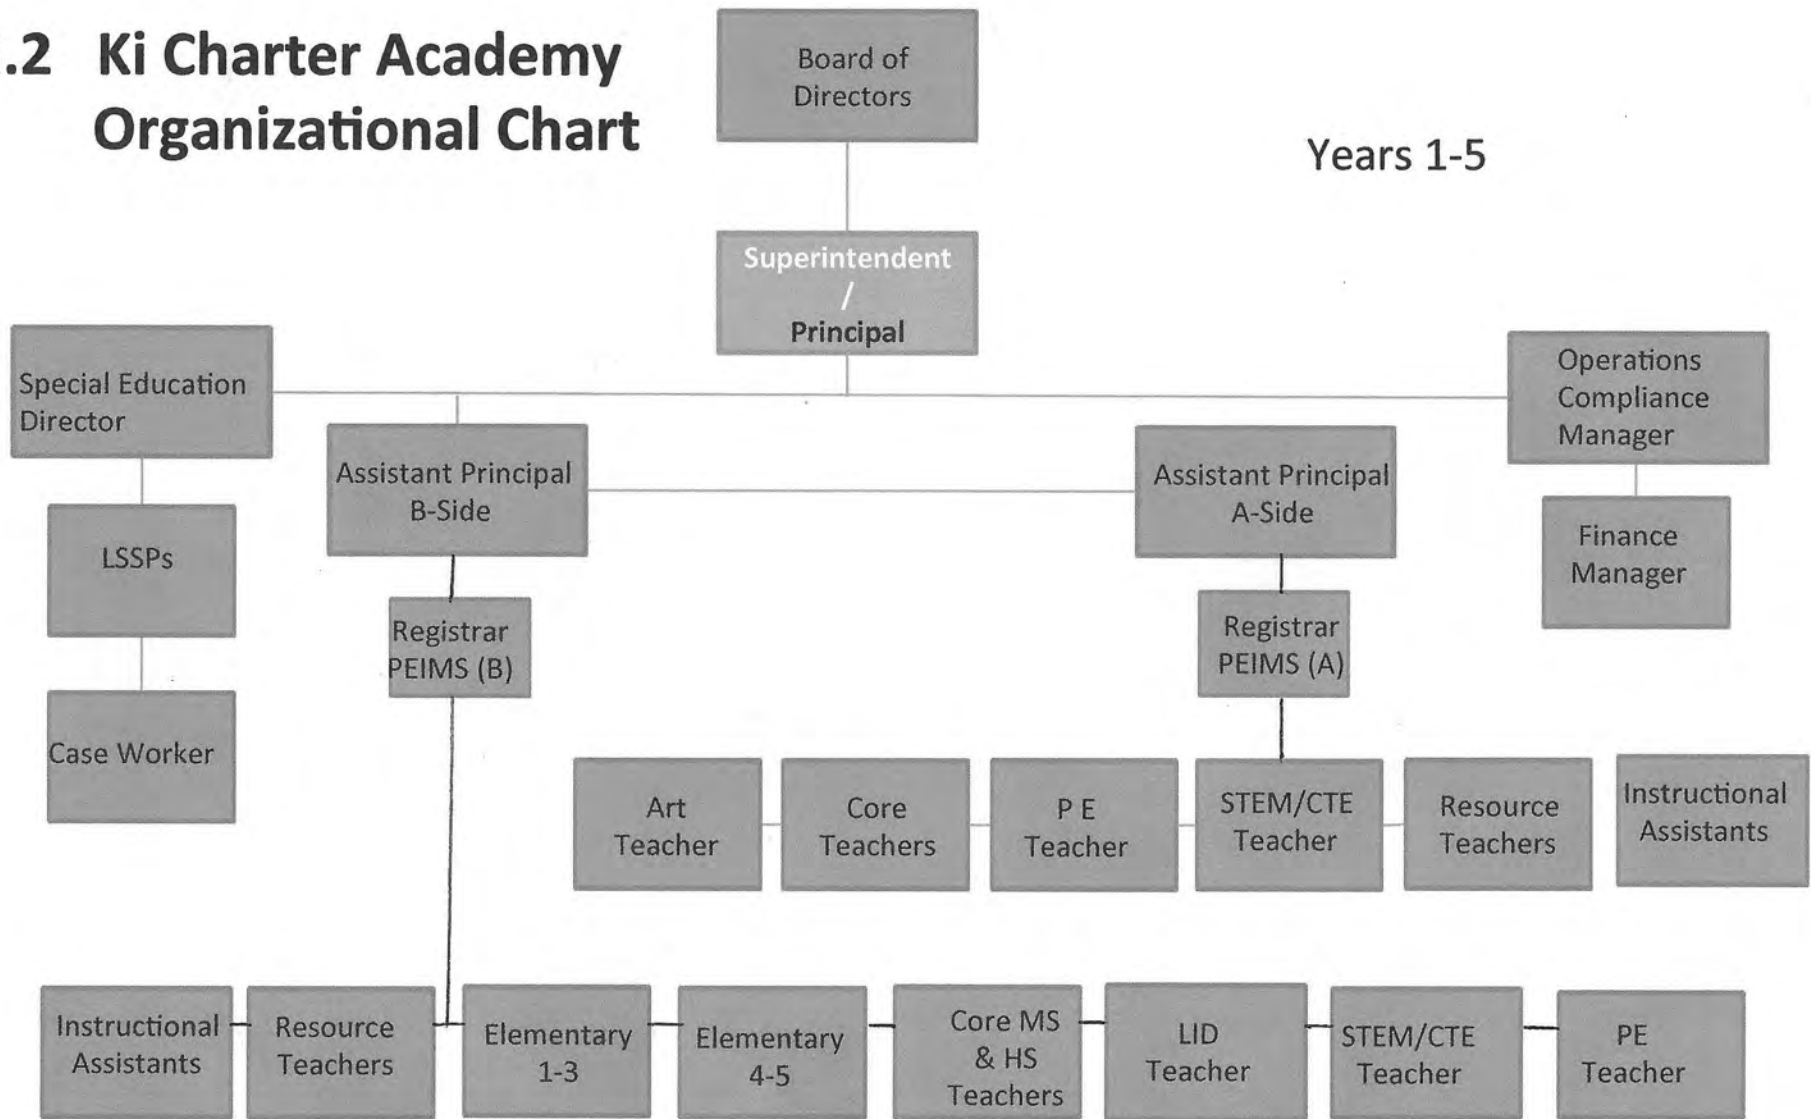 .2 Ki Charter Academy
Organizational Chart
Board of
Directors
Years 1-5
Superintendent
/
Principal
Special Education
Director
Operations
Compliance
Manager
Assistant Principal
B-Side
Assistant Principal
A-Side
LSSPs
Finance
Manager
Registrar
PEIMS (B)
Registrar
PEIMS (A)
Case Worker
Art
Teacher
Core
Teachers
P E
Teacher
STEM/CTE
Teacher
Resource
Teachers
Instructional
Assistants
Instructional
Assistants
Resource
Teachers
Elementary
1-3
Elementary
4-5
Core MS
& HS
Teachers
LID
Teacher
STEM/CTE
Teacher
PE
Teacher